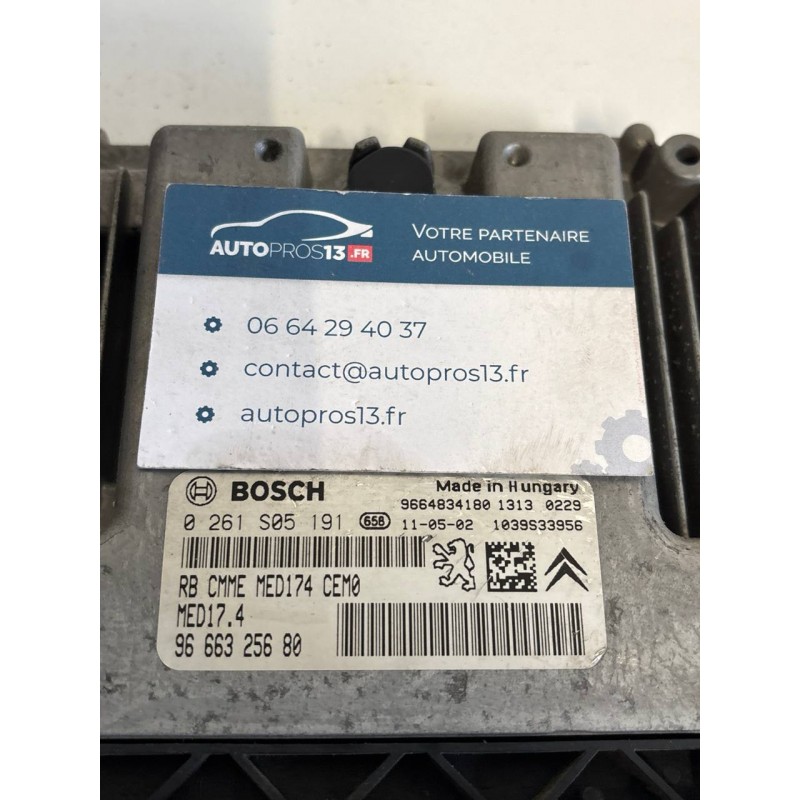 AUTOPROS13.FR
VOTRE PARTENAIRE
AUTOMOBILE
06 64 29 40 37
contact@autopros13.fr
autopros13.fr
BOSCH
Made in Hungary
9664834180 1313 0229
0 261 S05 191 658 11-05-02 1039S33956
RB CMME MED174 CEM0
MED17.4
96 663 256 80